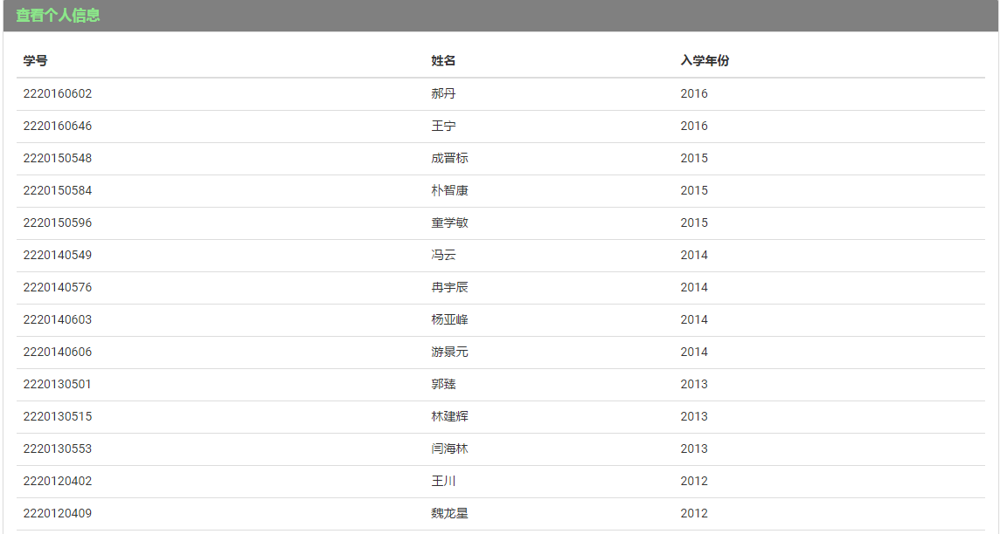 查看个人信息
学号 姓名 入学年份
2220160602 郝丹 2016
2220160646 王宁 2016
2220150548 成晋标 2015
2220150584 朴智康 2015
2220150596 童学敏 2015
2220140549 冯云 2014
2220140576 冉宇辰 2014
2220140603 杨亚峰 2014
2220140606 游景元 2014
2220130501 郭臻 2013
2220130515 林建辉 2013
2220130553 闫海林 2013
2220120402 王川 2012
2220120409 魏龙星 2012